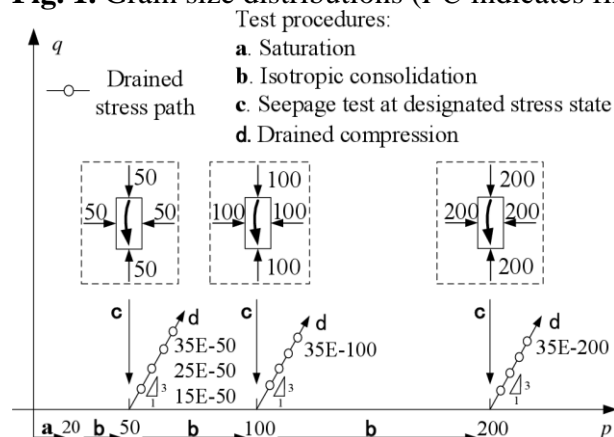 Fig. 1. Grain size distributions (FC indicates fin
Test procedures:
a. Saturation
b. Isotropic consolidation
c. Seepage test at designated stress state
d. Drained compression
q
Drained
stress path
50 100 200
50 50 100 100 200 200
50 100 200
c d c d c d
35E-50 35E-100 35E-200
25E-50
15E-50
3 3 3
1 1 1
a 20 b 50 b 100 b 200 p